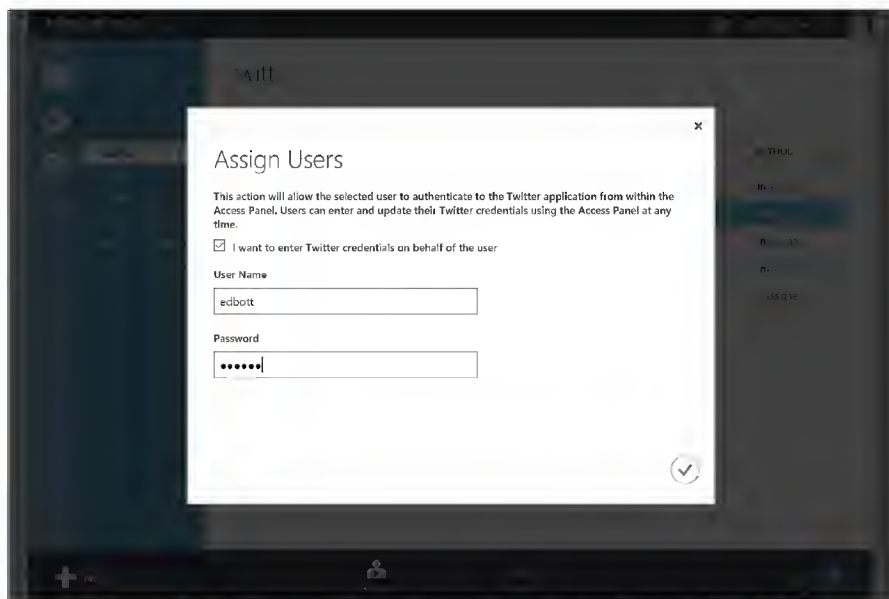 Assign Users
This action will allow the selected user to authenticate to the Twitter application from within the
Access Panel. Users can enter and update their Twitter credentials using the Access Panel at any
time.
I want to enter Twitter credentials on behalf of the user
User Name
edbott
Password
••••••